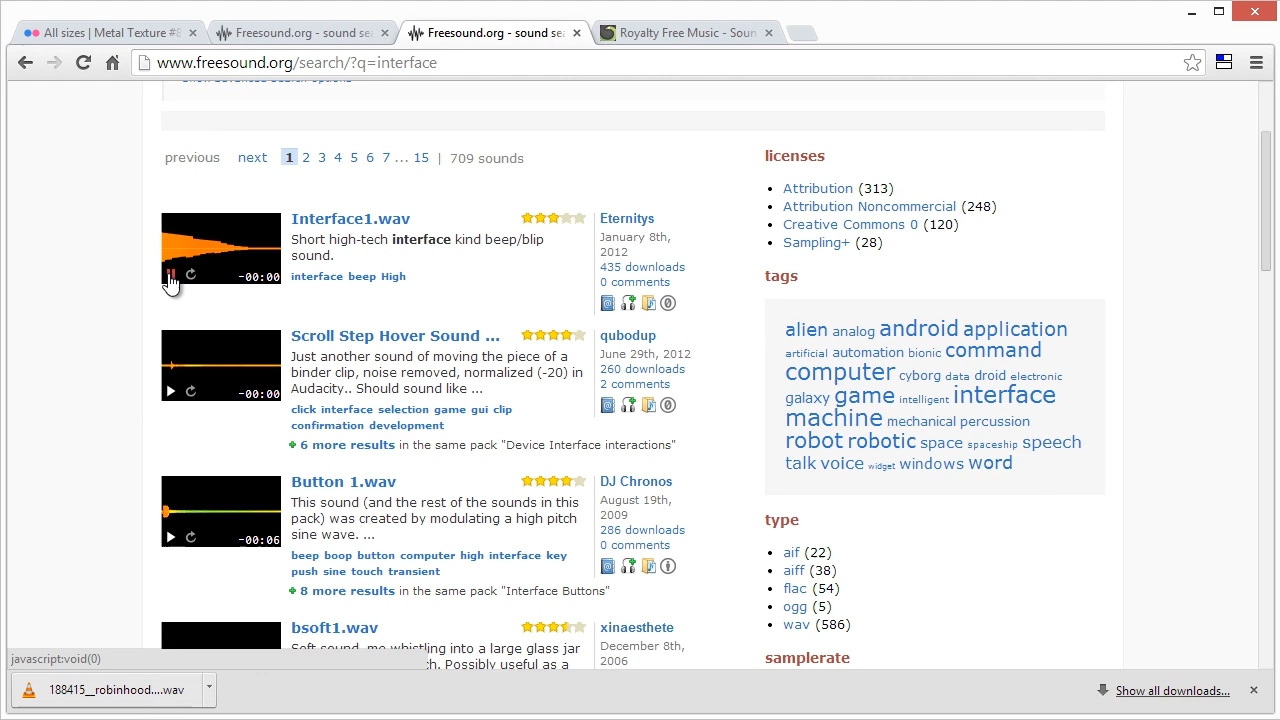 All sizes | Metal Texture #8
Freesound.org - sound se
Freesound.org - sound sea
Royalty Free Music - Soun
www.freesound.org/search/?q=interface
previous next 1 2 3 4 5 6 7 ... 15 | 709 sounds
Interface1.wav
Short high-tech interface kind beep/blip
sound.
interface beep High
-00:00
Eternitys
January 8th,
2012
435 downloads
0 comments
Scroll Step Hover Sound ...
Just another sound of moving the piece of a
binder clip, noise removed, normalized (-20) in
Audacity.. Should sound like ...
click interface selection game gui clip
confirmation development
6 more results in the same pack "Device Interface interactions"
-00:00
qubodup
June 29th, 2012
260 downloads
2 comments
Button 1.wav
This sound (and the rest of the sounds in this
pack) was created by modulating a high pitch
sine wave. ...
beep boop button computer high interface key
push sine touch transient
8 more results in the same pack "Interface Buttons"
-00:06
DJ Chronos
August 19th,
2009
286 downloads
0 comments
bsoft1.wav
Soft sound, me whistling into a large glass jar
Possibly useful as a
xinaesthete
December 8th,
2006
licenses
Attribution (313)
Attribution Noncommercial (248)
Creative Commons 0 (120)
Sampling+ (28)
tags
alien analog android application
artificial automation bionic command
computer cyborg data droid electronic
galaxy game intelligent interface
machine mechanical percussion
robot robotic space spaceship speech
talk voice widget windows word
type
aif (22)
aiff (38)
flac (54)
ogg (5)
wav (586)
samplerate
javascript:void(0)
188415__robinhood....wav
Show all downloads...